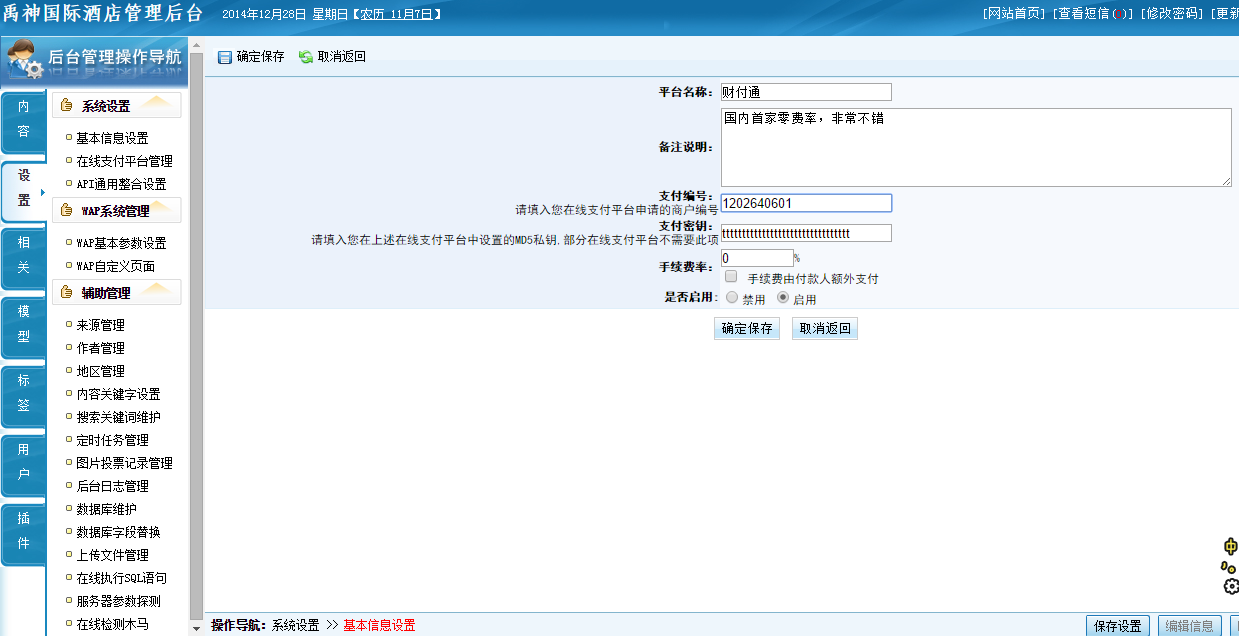 禹神国际酒店管理后台
2014年12月28日 星期日【农历 11月7日】
[网站首页] [查看短信(0)] [修改密码] [更新
后台管理操作导航
确定保存 取消返回
内容
设置
相关
模型
标签
用户
插件
系统设置
基本信息设置
在线支付平台管理
API通用整合设置
WAP系统管理
WAP基本参数设置
WAP自定义页面
辅助管理
来源管理
作者管理
地区管理
内容关键字设置
搜索关键词维护
定时任务管理
图片投票记录管理
后台日志管理
数据库维护
数据库字段替换
上传文件管理
在线执行SQL语句
服务器参数探测
在线检测木马
平台名称: 财付通
备注说明: 国内首家零费率，非常不错
支付编号:
请填入您在线支付平台申请的商户编号 1202640601
支付密钥:
请填入您在上述在线支付平台中设置的MD5私钥,部分在线支付平台不需要此项
手续费率: 0 %
手续费由付款人额外支付
是否启用: 禁用 启用
确定保存 取消返回
中
操作导航: 系统设置 >> 基本信息设置
保存设置 编辑信息